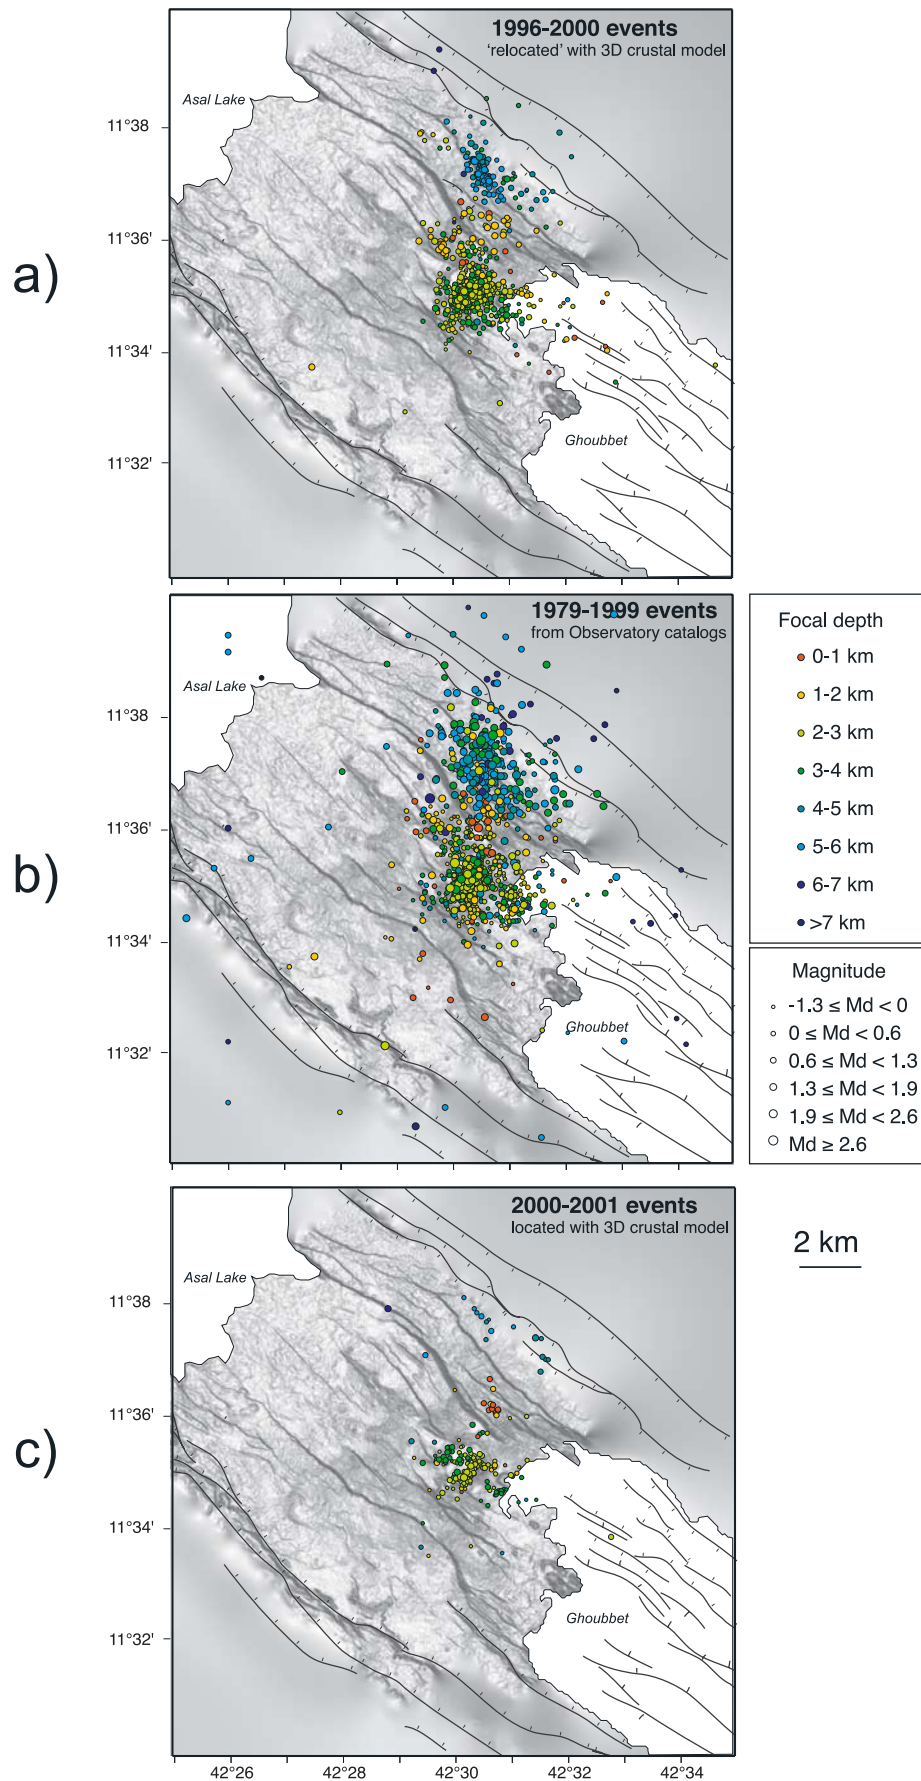 a)
1996-2000 events
'relocated' with 3D crustal model
Asal Lake
Ghoubbet
11°38
11°36'
11°34'
11°32'
b)
1979-1999 events
from Observatory catalogs
Asal Lake
Ghoubbet
11°38
11°36'
11°34'
11°32'
Focal depth
0-1 km
1-2 km
2-3 km
3-4 km
4-5 km
5-6 km
6-7 km
>7 km
Magnitude
-1.3 ≤ Md < 0
0 ≤ Md < 0.6
0.6 ≤ Md < 1.3
1.3 ≤ Md < 1.9
1.9 ≤ Md < 2.6
Md ≥ 2.6
c)
2000-2001 events
located with 3D crustal model
Asal Lake
Ghoubbet
11°38
11°36'
11°34'
11°32'
2 km
42°26
42°28
42°30
42°32
42°34